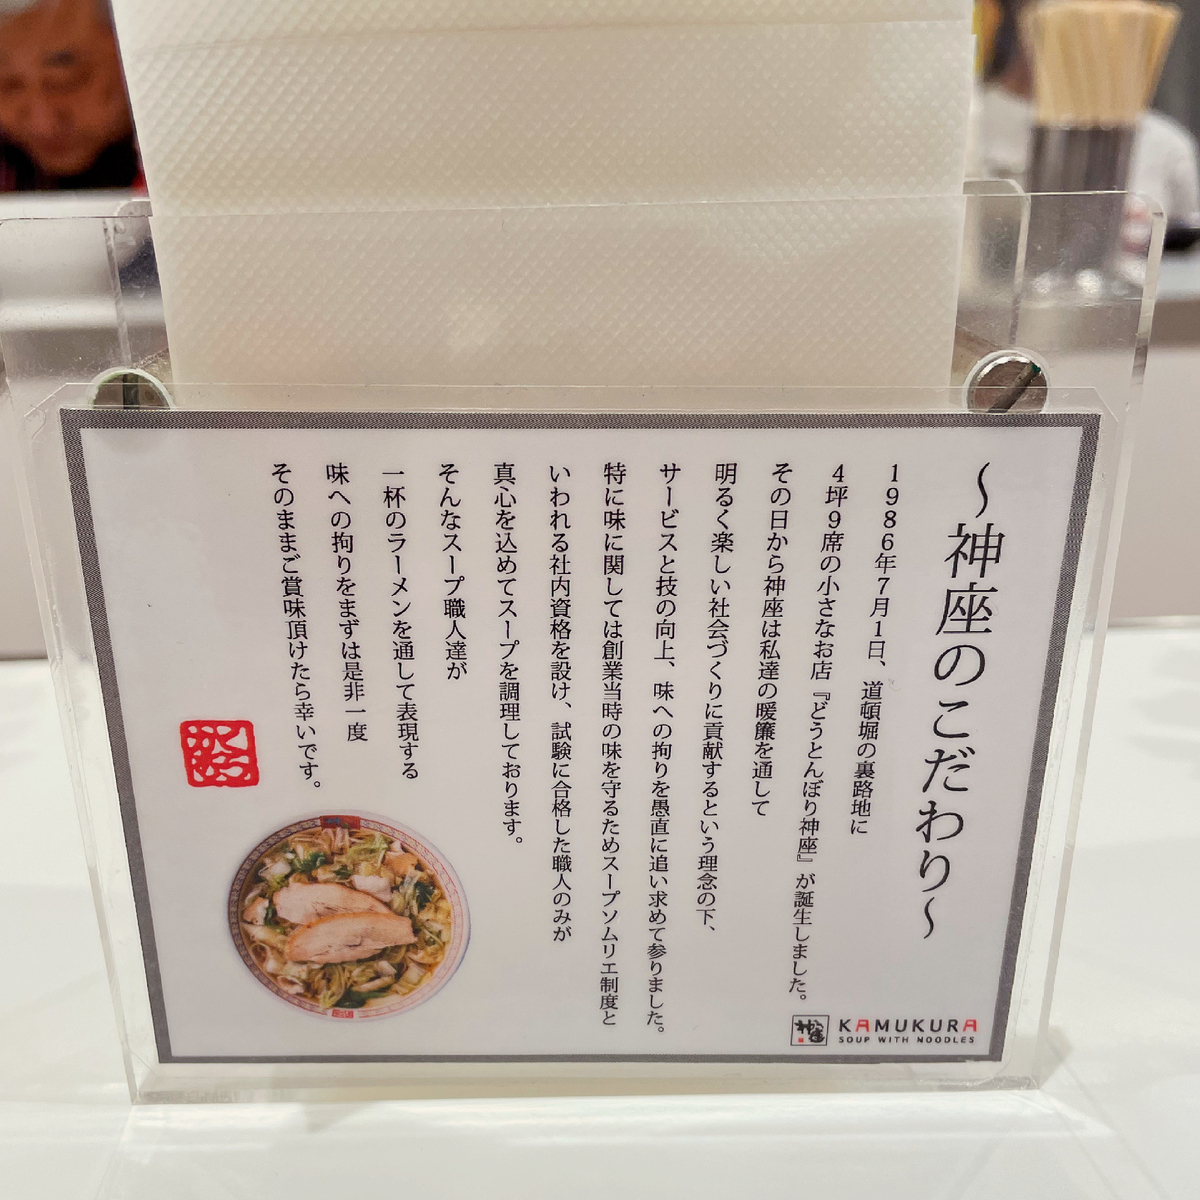 ～神座のこだわり～
1986年7月1日、道頓堀の裏路地に
4坪9席の小さなお店『どうとんぼり神座』が誕生しました。
その日から神座は私達の暖簾を通して
明るく楽しい社会づくりに貢献するという理念の下、
サービスと技の向上、味への拘りを愚直に追い求めて参りました。
特に味に関しては創業当時の味を守るためスープソムリエ制度と
いわれる社内資格を設け、試験に合格した職人のみが
真心を込めてスープを調理しております。
そんなスープ職人達が
一杯のラーメンを通して表現する
味への拘りをまずは是非一度
そのままご賞味頂けたら幸いです。
KAMUKURA
SOUP WITH NOODLES